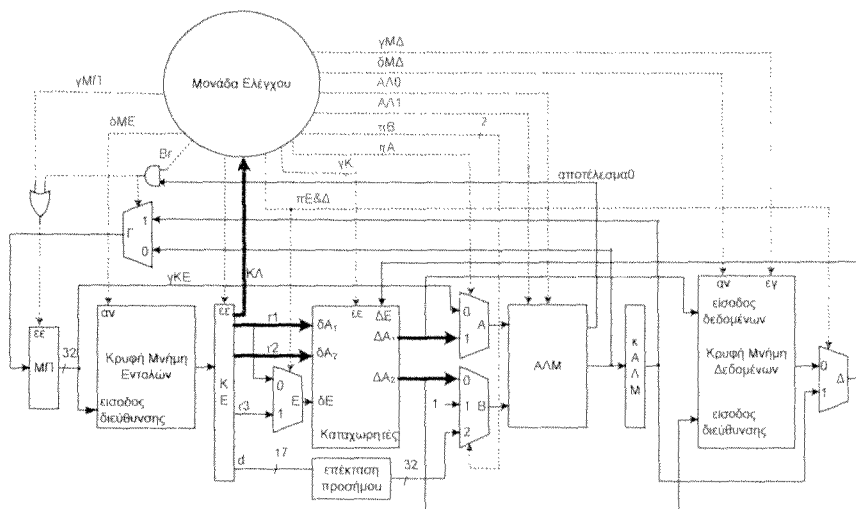 Μονάδα Ελέγχου
γΜΔ
δΜΔ
ΑΛ0
ΑΛ1
πΒ
2
πΑ
γΚ
γΜΠ
δΜΕ
Br
αποτέλεσμα0
πΕ&Δ
Γ
1
0
ΚΛ
γΚΕ
εε
ΜΠ
32
αν
Κρυφή Μνήμη
Εντολών
είσοδος
διεύθυνσης
εε
ΚΕ
r1
r2
r3
d
17
0
1
Ε
εε
ΔΕ
δΑ₁
ΔΑ₁
δΑ₂
ΔΑ₂
δΕ
Καταχωρητές
επέκταση
προσήμου
32
0
1
Α
0
1
1
2
Β
ΑΛΜ
κΑΛΜ
αν
εγ
είσοδος
δεδομένων
Κρυφή Μνήμη
Δεδομένων
είσοδος
διεύθυνσης
0
1
Δ